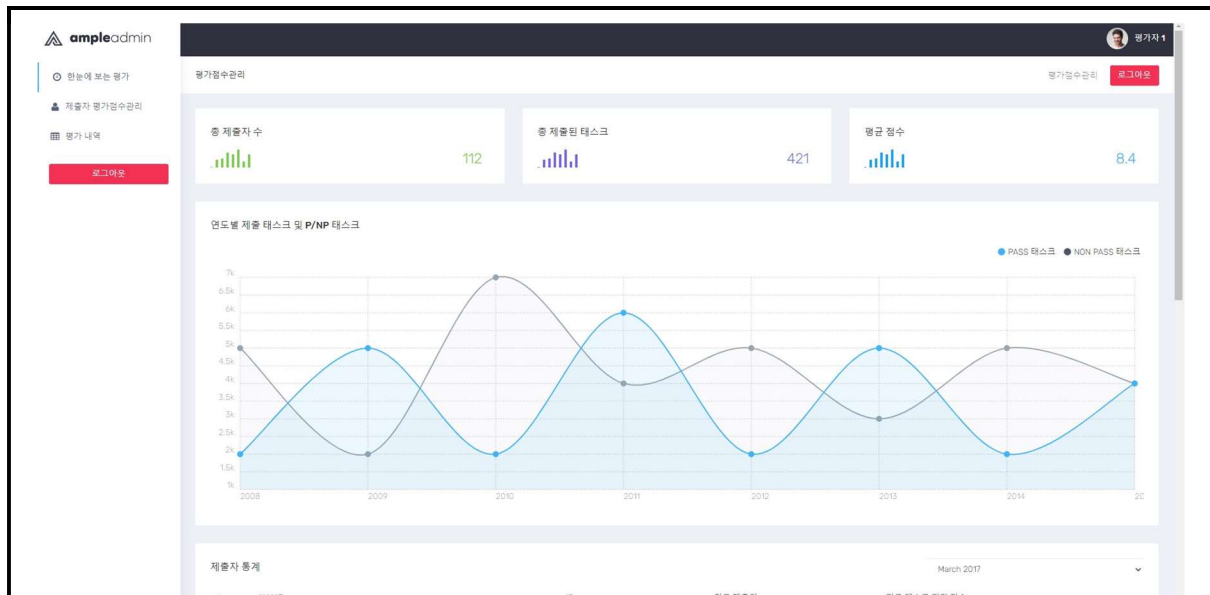 ampleadmin
평가자 1
한눈에 보는 평가
제출자 평가점수관리
평가 내역
로그아웃
평가점수관리
평가점수관리
로그아웃
총 제출자 수
112
총 제출된 태스크
421
평균 점수
8.4
연도별 제출 태스크 및 P/NP 태스크
PASS 태스크
NON PASS 태스크
7k
6.5k
6k
5.5k
5k
4.5k
4k
3.5k
3k
2.5k
2k
1.5k
1k
2008
2009
2010
2011
2012
2013
2014
20
제출자 통계
March 2017